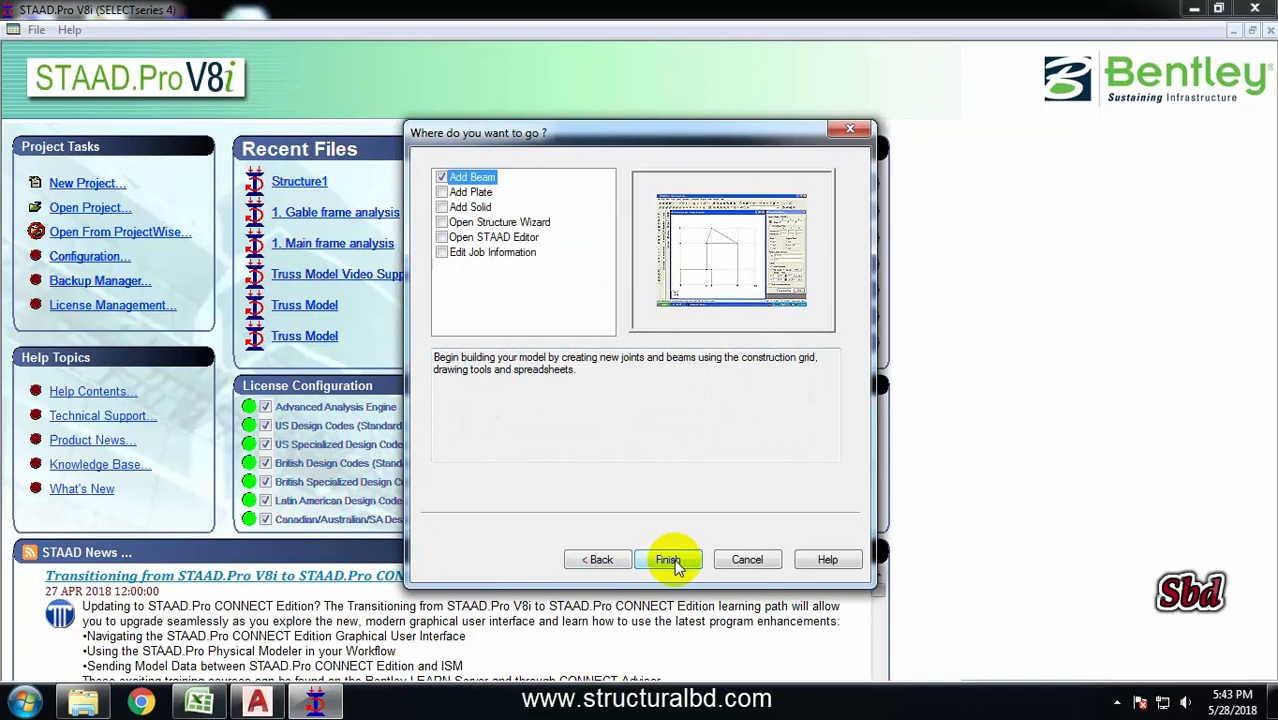 STAAD.Pro V8i (SELECTseries 4)
File Help
STAAD.Pro V8i
Bentley
Sustaining Infrastructure
Project Tasks
New Project...
Open Project...
Open From ProjectWise...
Configuration...
Backup Manager...
License Management...
Help Topics
Help Contents...
Technical Support...
Product News...
Knowledge Base...
What's New
Recent Files
Structure1
1. Gable frame analysis
1. Main frame analysis
Truss Model Video Supp
Truss Model
Truss Model
License Configuration
Advanced Analysis Engine
US Design Codes (Standard
US Specialized Design Code
British Design Codes (Stand
British Specialized Design Co
Latin American Design Code
Canadian/Australian/SA Des
Where do you want to go ?
Add Beam
Add Plate
Add Solid
Open Structure Wizard
Open STAAD Editor
Edit Job Information
Begin building your model by creating new joints and beams using the construction grid,
drawing tools and spreadsheets.
< Back Finish Cancel Help
STAAD News ...
Transitioning from STAAD.Pro V8i to STAAD.Pro CO
27 APR 2018 12:00:00
Updating to STAAD.Pro CONNECT Edition? The Transitioning from STAAD.Pro V8i to STAAD.Pro CONNECT Edition learning path will allow
you to upgrade seamlessly as you explore the new, modern graphical user interface and learn how to use the latest program enhancements:
•Navigating the STAAD.Pro CONNECT Edition Graphical User Interface
•Using the STAAD.Pro Physical Modeler in your Workflow
•Sending Model Data between STAAD.Pro CONNECT Edition and ISM
Sbd
www.structuralbd.com
5:43 PM
5/28/2018